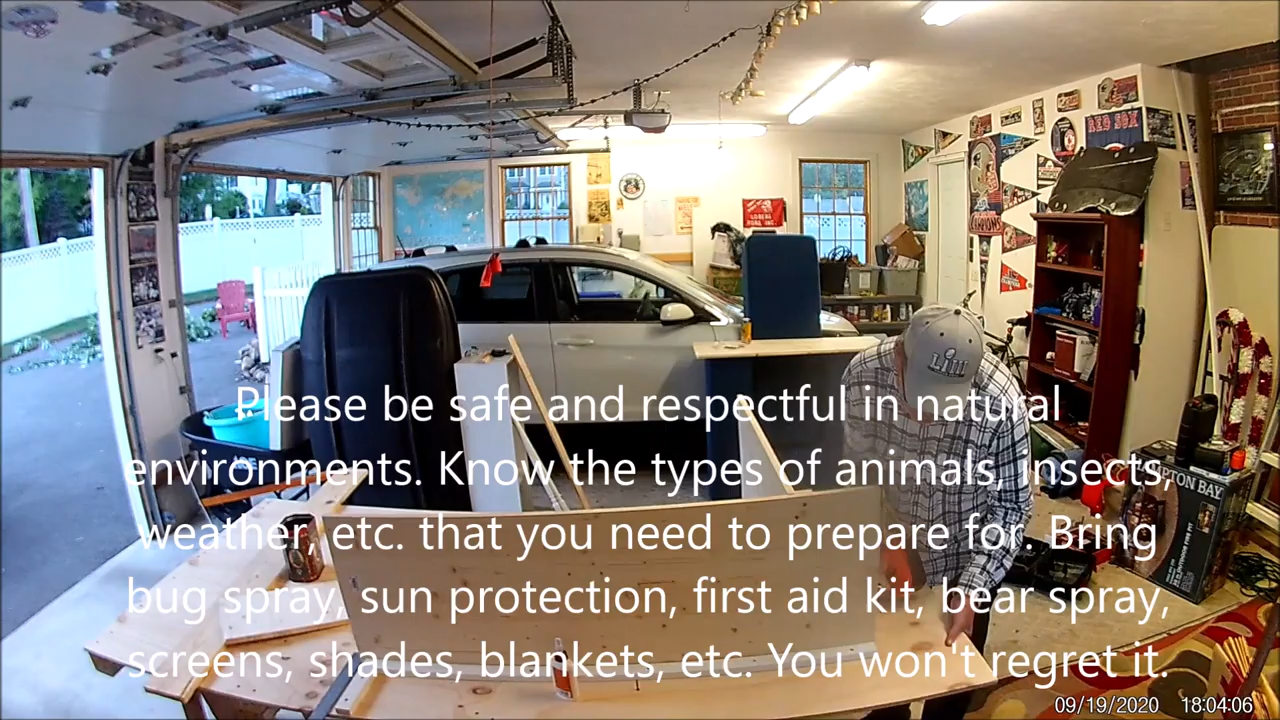 RED SOX
LIII
Please be safe and respectful in natural
environments. Know the types of animals, insects,
weather, etc. that you need to prepare for. Bring
bug spray, sun protection, first aid kit, bear spray,
screens, shades, blankets, etc. You won't regret it.
09/19/2020 18:04:06